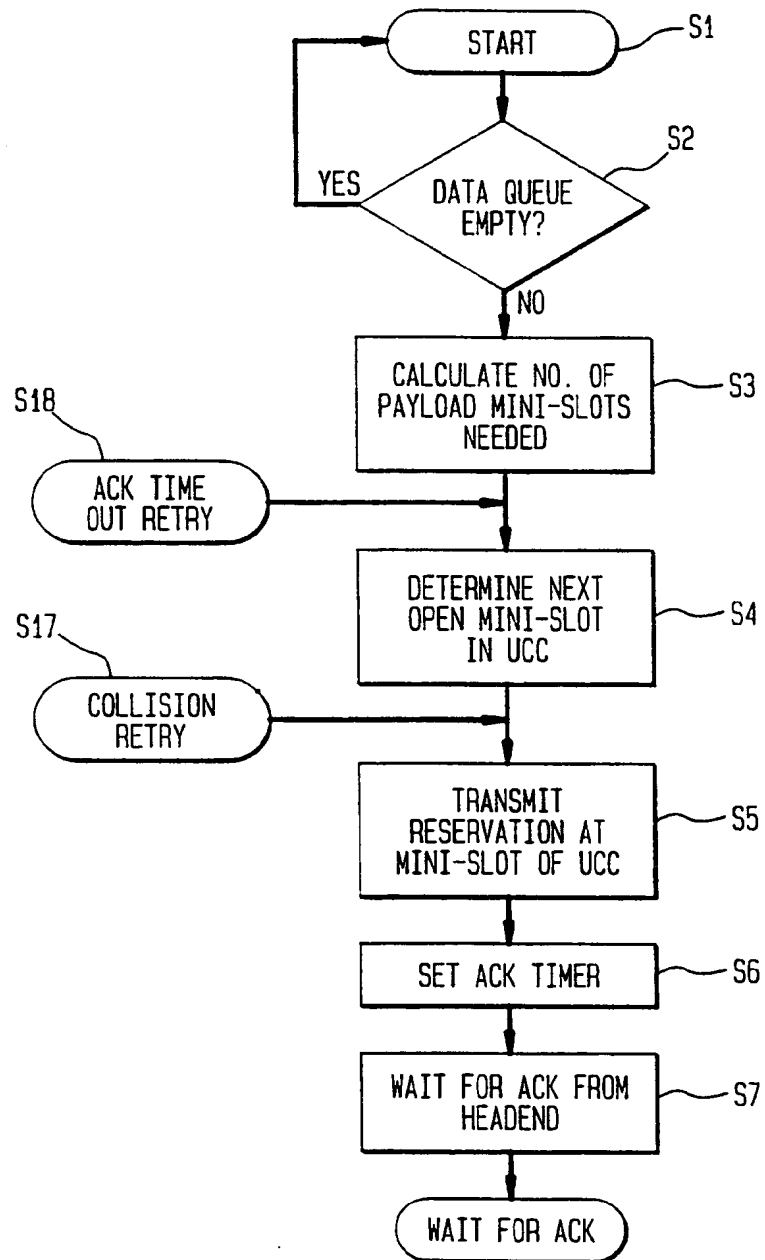 START
S1
S2
YES
DATA QUEUE
EMPTY?
NO
CALCULATE NO. OF
PAYLOAD MINI-SLOTS
NEEDED
S3
S18
ACK TIME
OUT RETRY
DETERMINE NEXT
OPEN MINI-SLOT
IN UCC
S4
S17
COLLISION
RETRY
TRANSMIT
RESERVATION AT
MINI-SLOT OF UCC
S5
SET ACK TIMER
S6
WAIT FOR ACK FROM
HEADEND
S7
WAIT FOR ACK